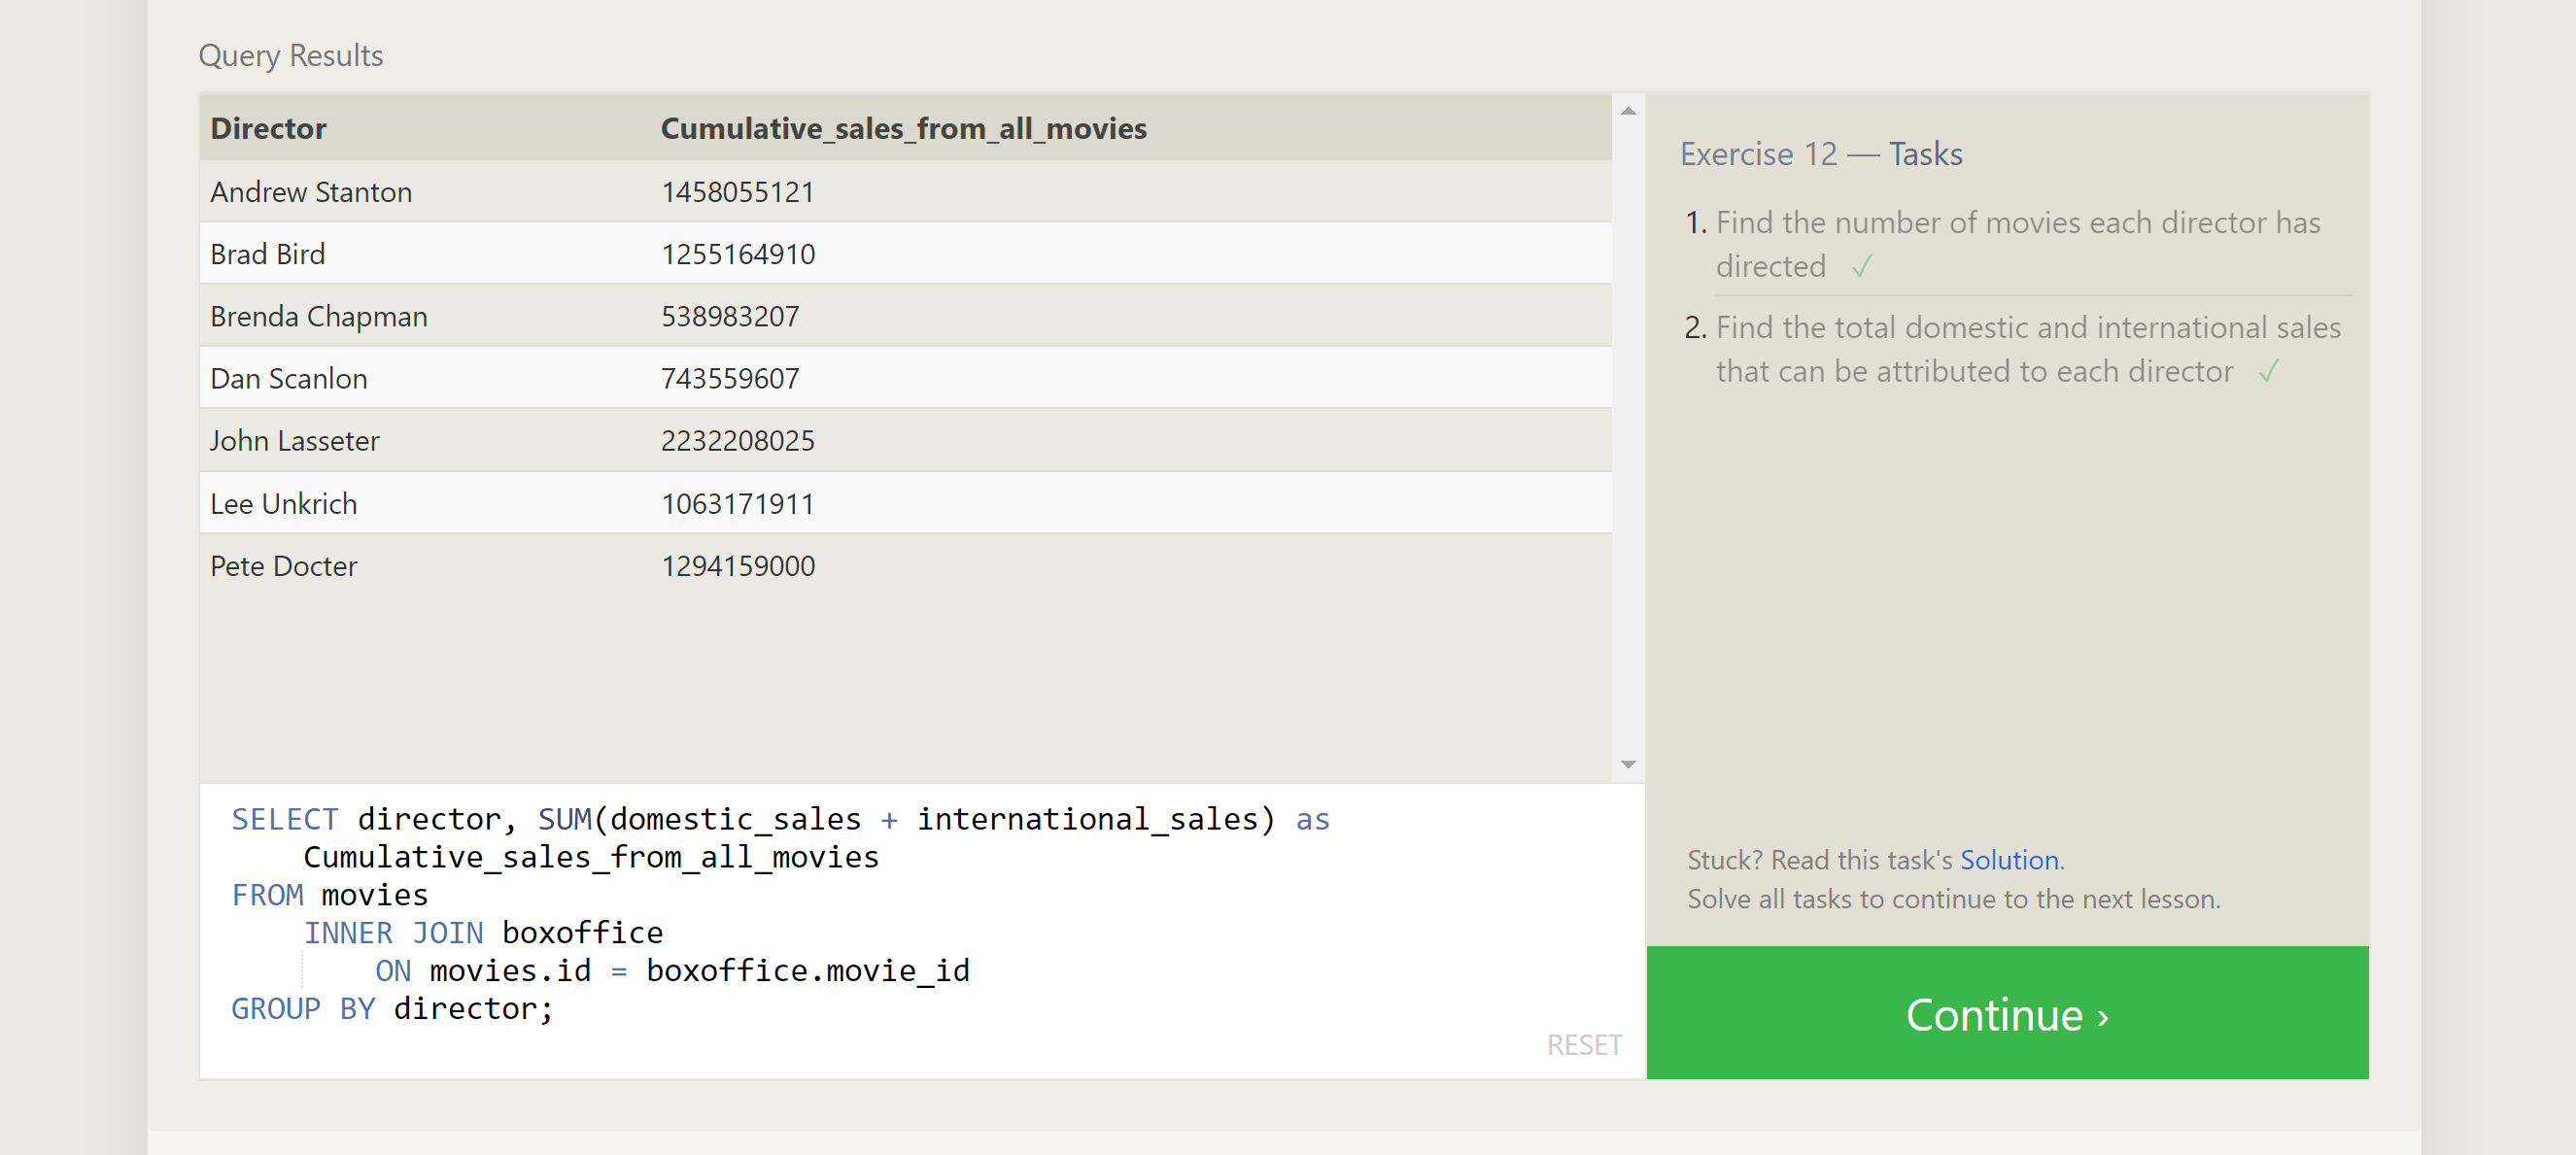 Query Results
Director Cumulative_sales_from_all_movies
Andrew Stanton 1458055121
Brad Bird 1255164910
Brenda Chapman 538983207
Dan Scanlon 743559607
John Lasseter 2232208025
Lee Unkrich 1063171911
Pete Docter 1294159000
SELECT director, SUM(domestic_sales + international_sales) as
Cumulative_sales_from_all_movies
FROM movies
INNER JOIN boxoffice
ON movies.id = boxoffice.movie_id
GROUP BY director;
RESET
Exercise 12 — Tasks
1. Find the number of movies each director has
directed ✓
2. Find the total domestic and international sales
that can be attributed to each director ✓
Stuck? Read this task's Solution.
Solve all tasks to continue to the next lesson.
Continue ›